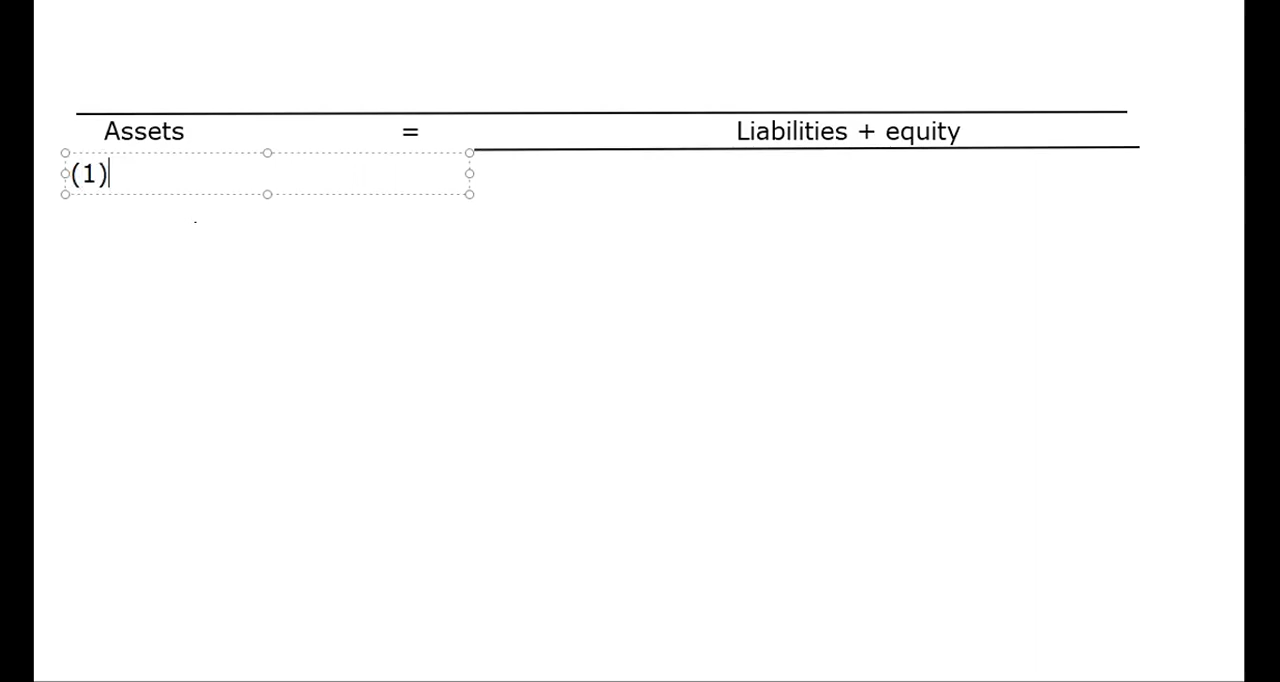 Assets = Liabilities + equity
(1)